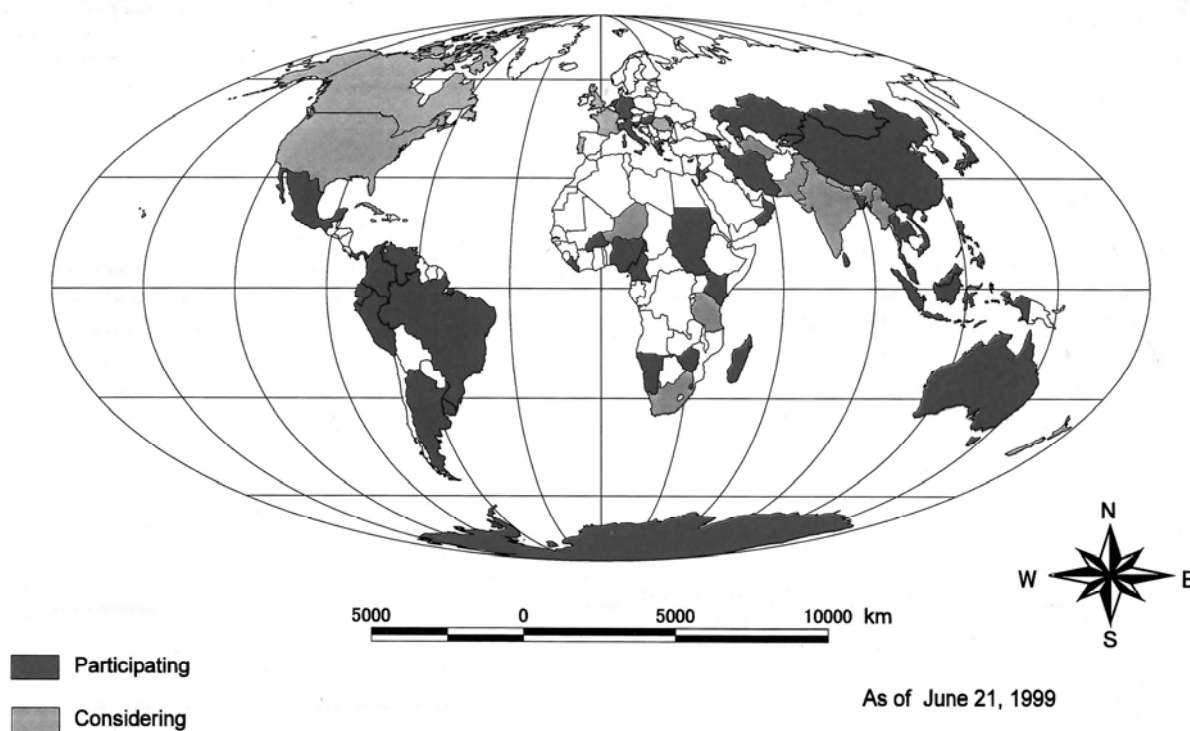 N
W E
S
5000 0 5000 10000 km
Participating
As of June 21, 1999
Considering